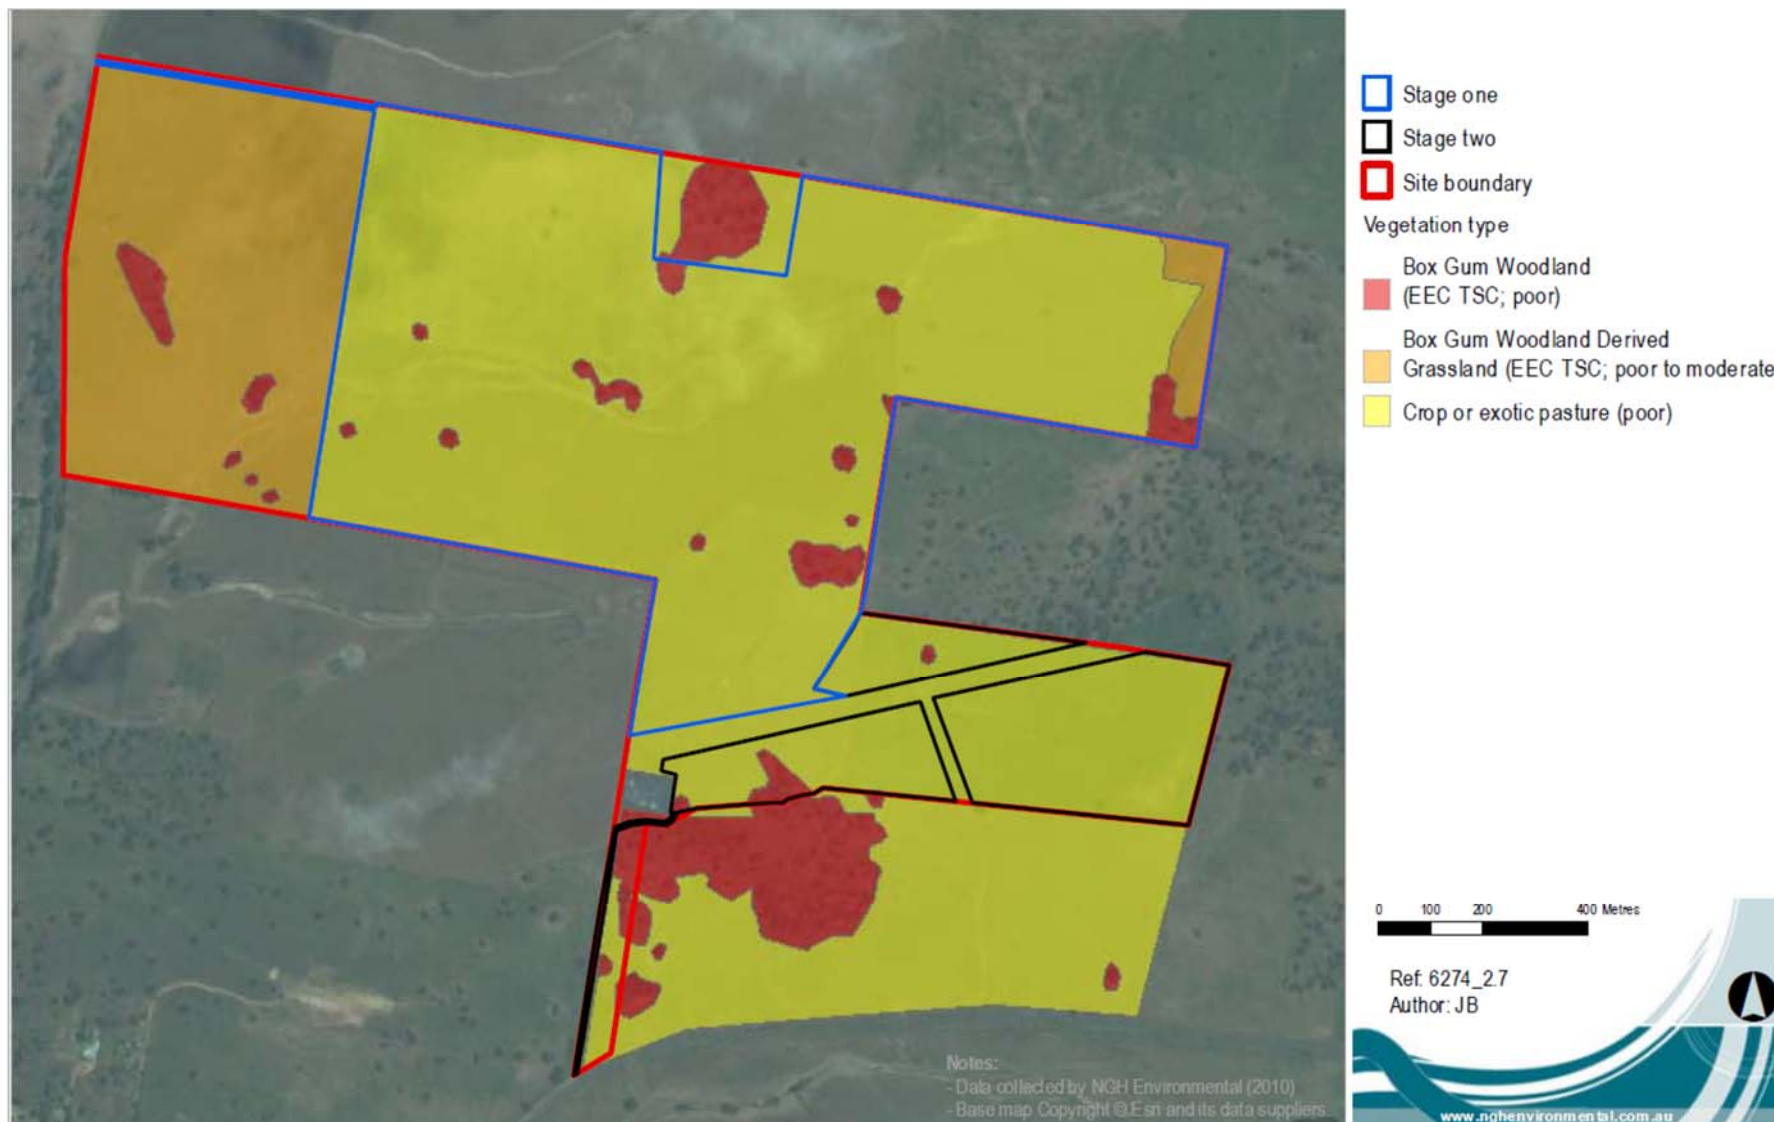 Stage one
Stage two
Site boundary
Vegetation type
Box Gum Woodland
(EEC TSC; poor)
Box Gum Woodland Derived
Grassland (EEC TSC; poor to moderate
Crop or exotic pasture (poor)
0 100 200 400 Metres
Ref: 6274_2.7
Author: JB
Notes:
- Data collected by NGH Environmental (2010)
- Base map Copyright © Esri and its data suppliers.
www.nghenvironmental.com.au